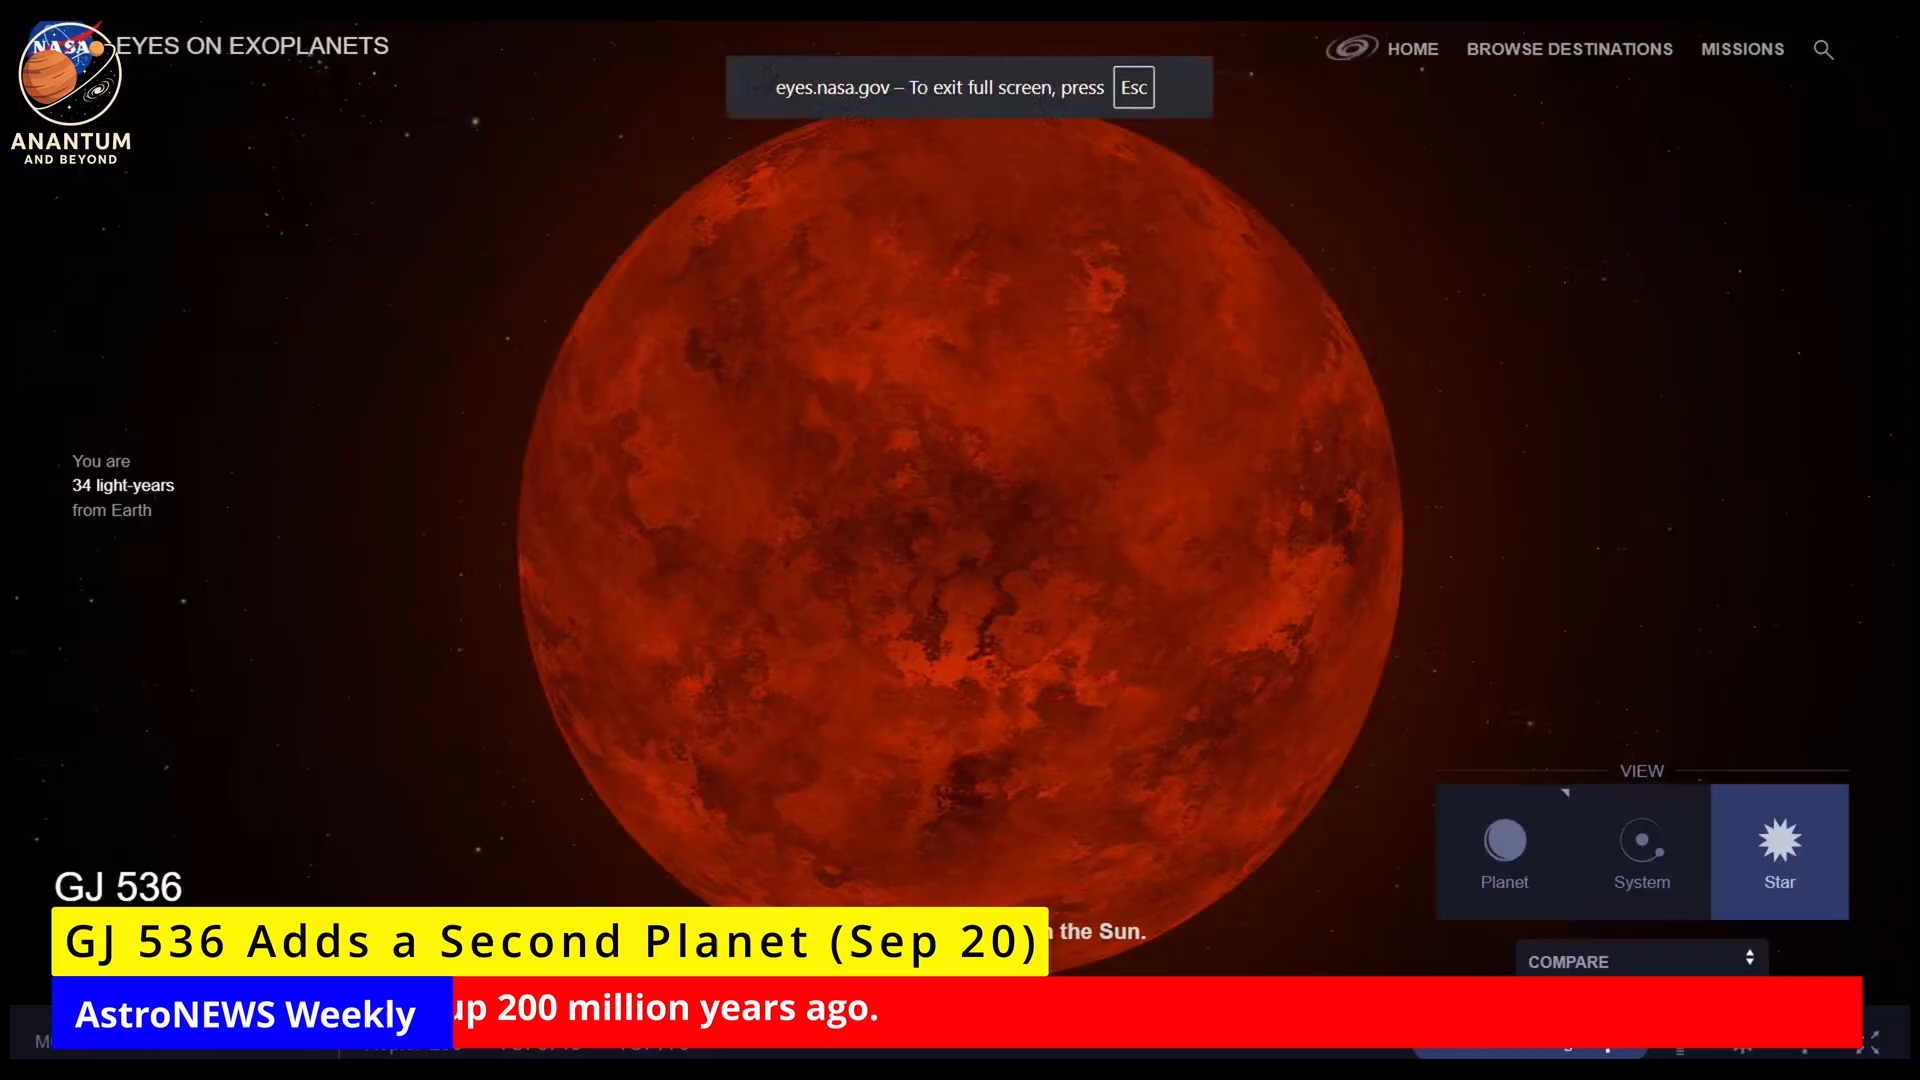 NASA
EYES ON EXOPLANETS
ANANTUM
AND BEYOND
HOME BROWSE DESTINATIONS MISSIONS
eyes.nasa.gov – To exit full screen, press Esc
You are
34 light-years
from Earth
VIEW
Planet System Star
COMPARE
GJ 536
the Sun.
GJ 536 Adds a Second Planet (Sep 20)
AstroNEWS Weekly
up 200 million years ago.